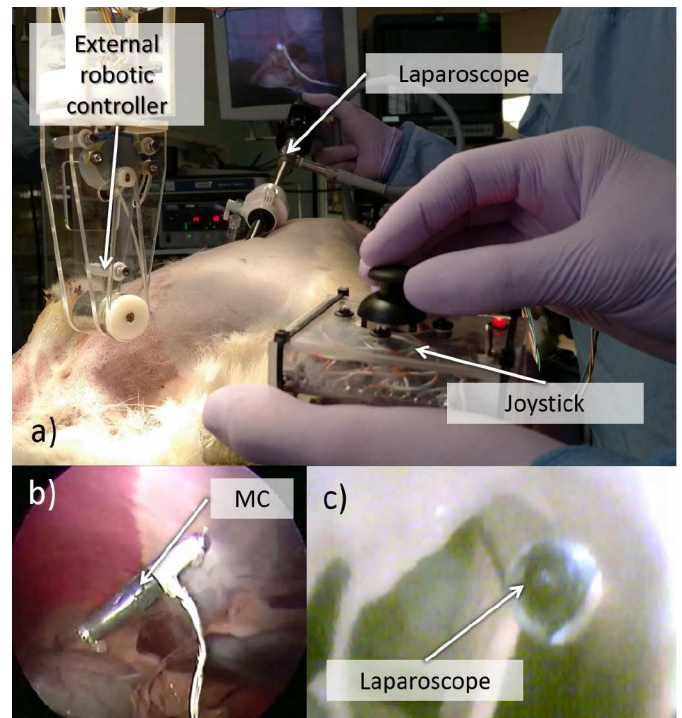 External
robotic
controller
Laparoscope
Joystick
a)
b)
MC
c)
Laparoscope